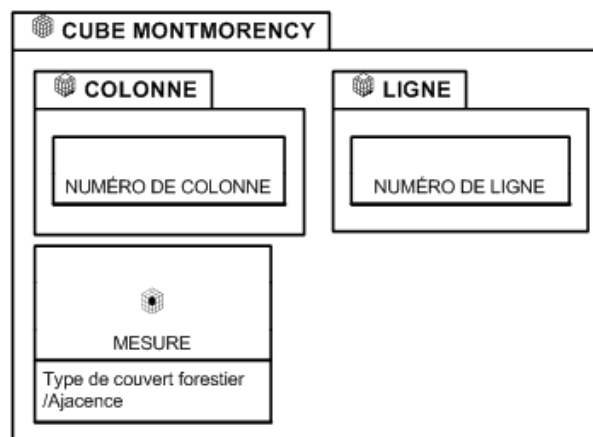 CUBE MONTMORENCY
COLONNE
LIGNE
NUMÉRO DE COLONNE
NUMÉRO DE LIGNE
MESURE
Type de couvert forestier
/Ajacence